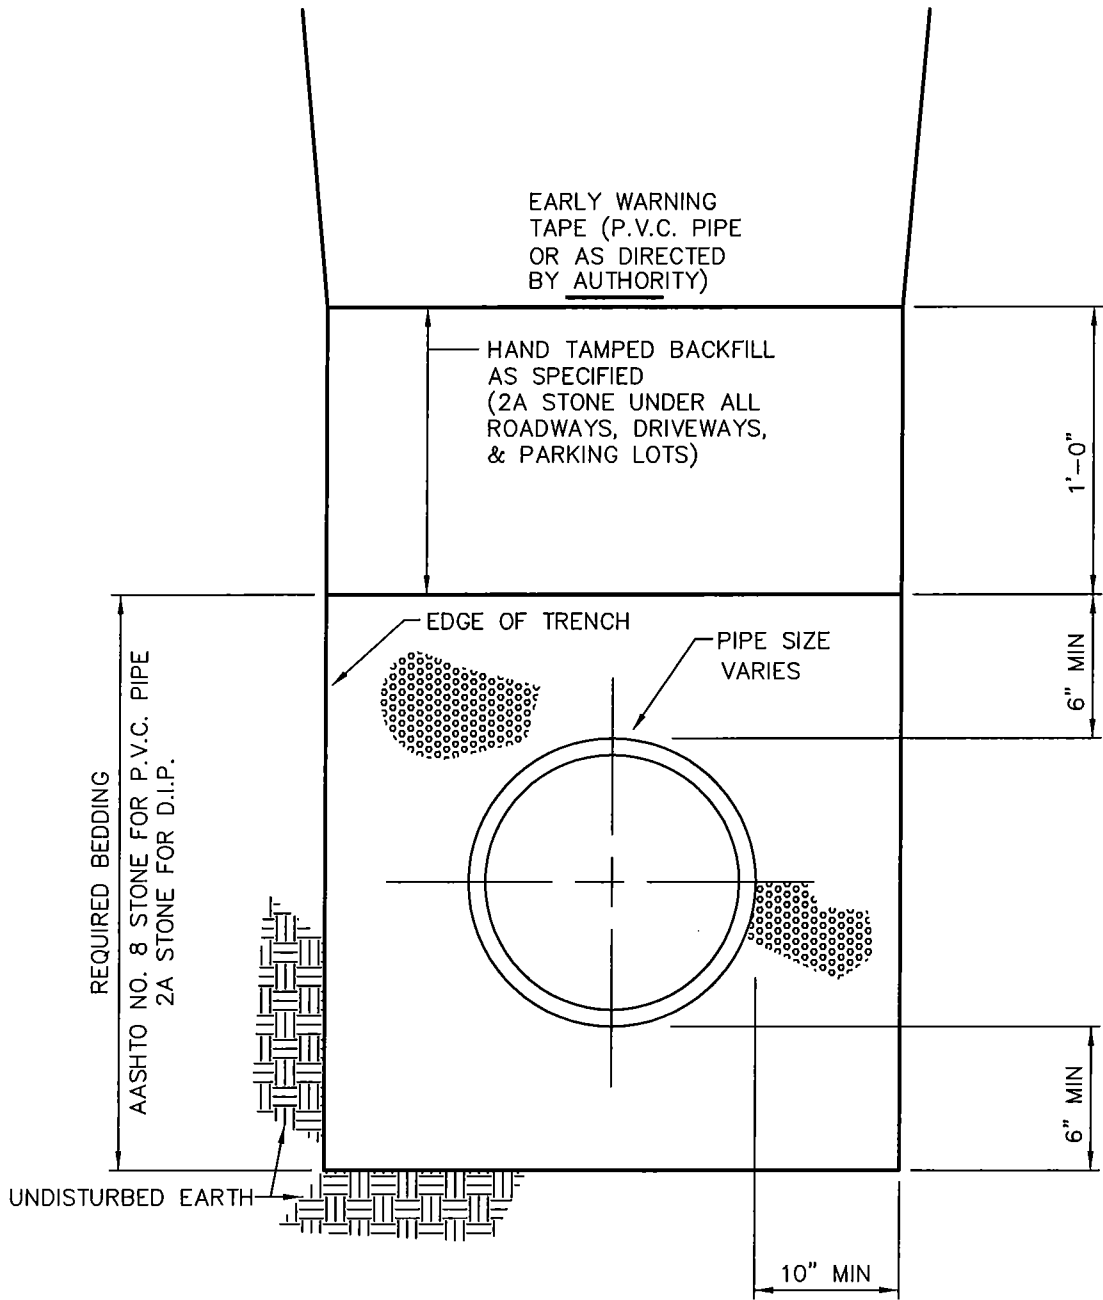 EARLY WARNING
TAPE (P.V.C. PIPE
OR AS DIRECTED
BY AUTHORITY)
HAND TAMPED BACKFILL
AS SPECIFIED
(2A STONE UNDER ALL
ROADWAYS, DRIVEWAYS,
& PARKING LOTS)
1'-0"
EDGE OF TRENCH
PIPE SIZE
VARIES
6" MIN
REQUIRED BEDDING
AASHTO NO. 8 STONE FOR P.V.C. PIPE
2A STONE FOR D.I.P.
6" MIN
UNDISTURBED EARTH
10" MIN